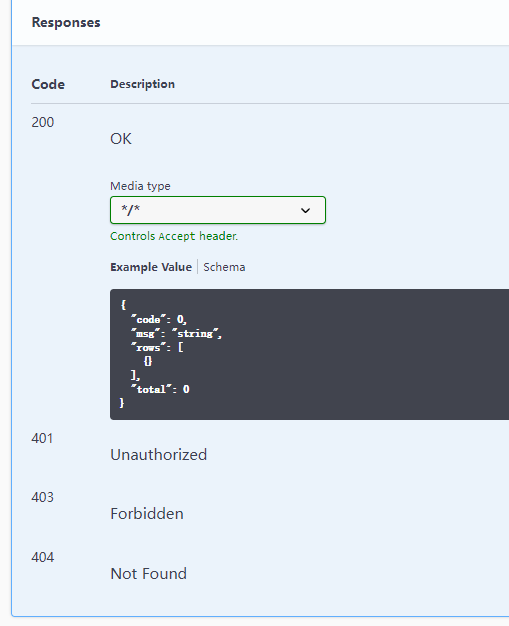 Responses
Code Description
200
OK
Media type
*/*
Controls Accept header.
Example Value Schema
{
  "code": 0,
  "msg": "string",
  "rows": [
    {}
  ],
  "total": 0
}
401
Unauthorized
403
Forbidden
404
Not Found